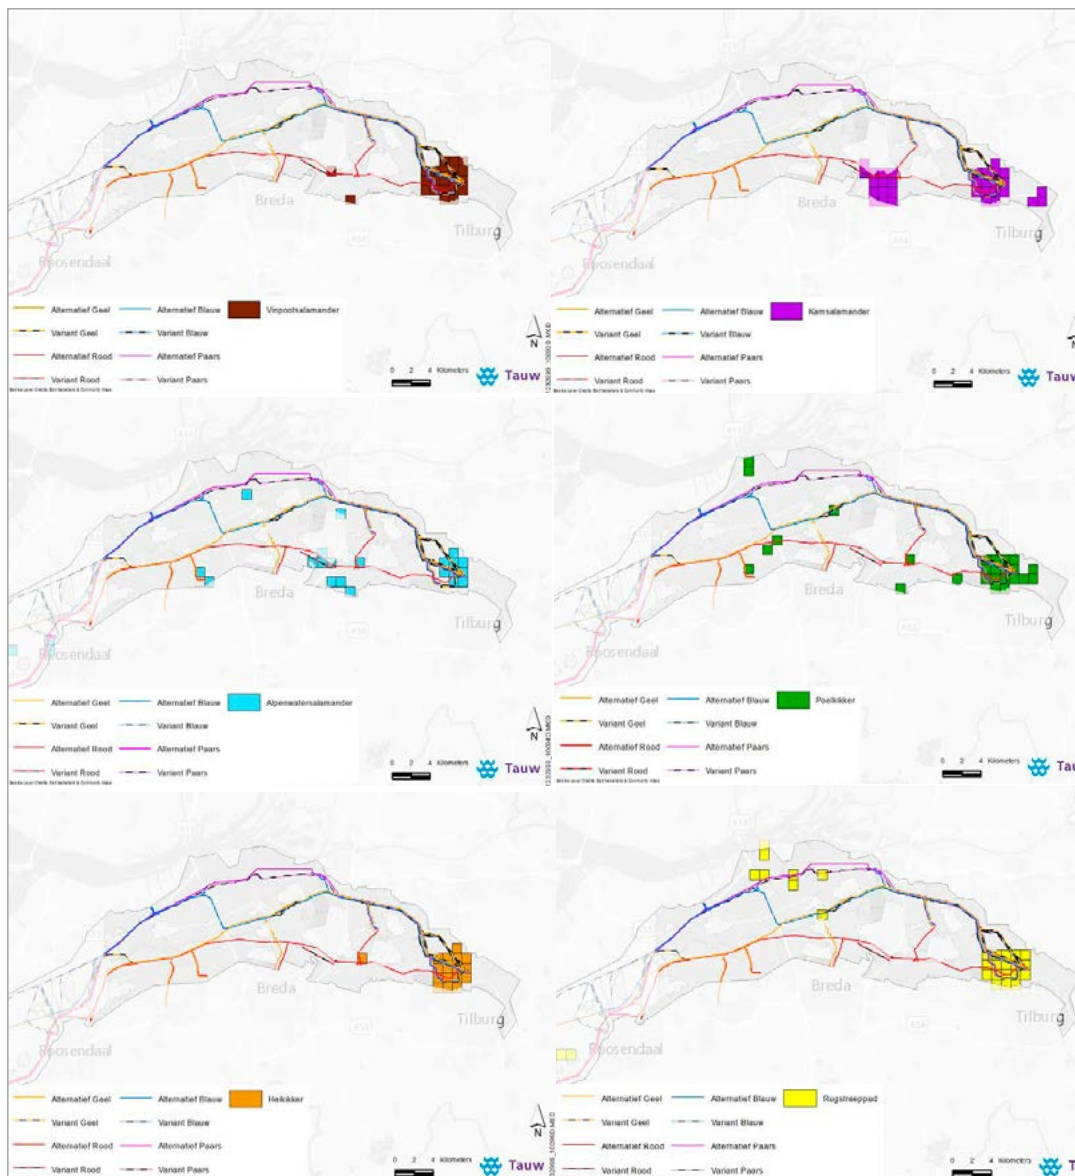 Breda
Tilburg
Roosendaal
Alternatief Geel Alternatief Blauw Vinpootsalamander
Variant Geel Variant Blauw
Alternatief Rood Alternatief Paars
Variant Rood Variant Paars
N
0 2 4 Kilometers
Tauw
Breda
Tilburg
Roosendaal
Alternatief Geel Alternatief Blauw Kamsalamander
Variant Geel Variant Blauw
Alternatief Rood Alternatief Paars
Variant Rood Variant Paars
N
0 2 4 Kilometers
Tauw
Breda
Tilburg
Roosendaal
Alternatief Geel Alternatief Blauw Alpenwatersalamander
Variant Geel Variant Blauw
Alternatief Rood Alternatief Paars
Variant Rood Variant Paars
N
0 2 4 Kilometers
Tauw
Breda
Tilburg
Roosendaal
Alternatief Geel Alternatief Blauw Poelkikker
Variant Geel Variant Blauw
Alternatief Rood Alternatief Paars
Variant Rood Variant Paars
N
0 2 4 Kilometers
Tauw
Breda
Tilburg
Roosendaal
Alternatief Geel Alternatief Blauw Heikikker
Variant Geel Variant Blauw
Alternatief Rood Alternatief Paars
Variant Rood Variant Paars
N
0 2 4 Kilometers
Tauw
Breda
Tilburg
Roosendaal
Alternatief Geel Alternatief Blauw Rugstreeppad
Variant Geel Variant Blauw
Alternatief Rood Alternatief Paars
Variant Rood Variant Paars
N
0 2 4 Kilometers
Tauw